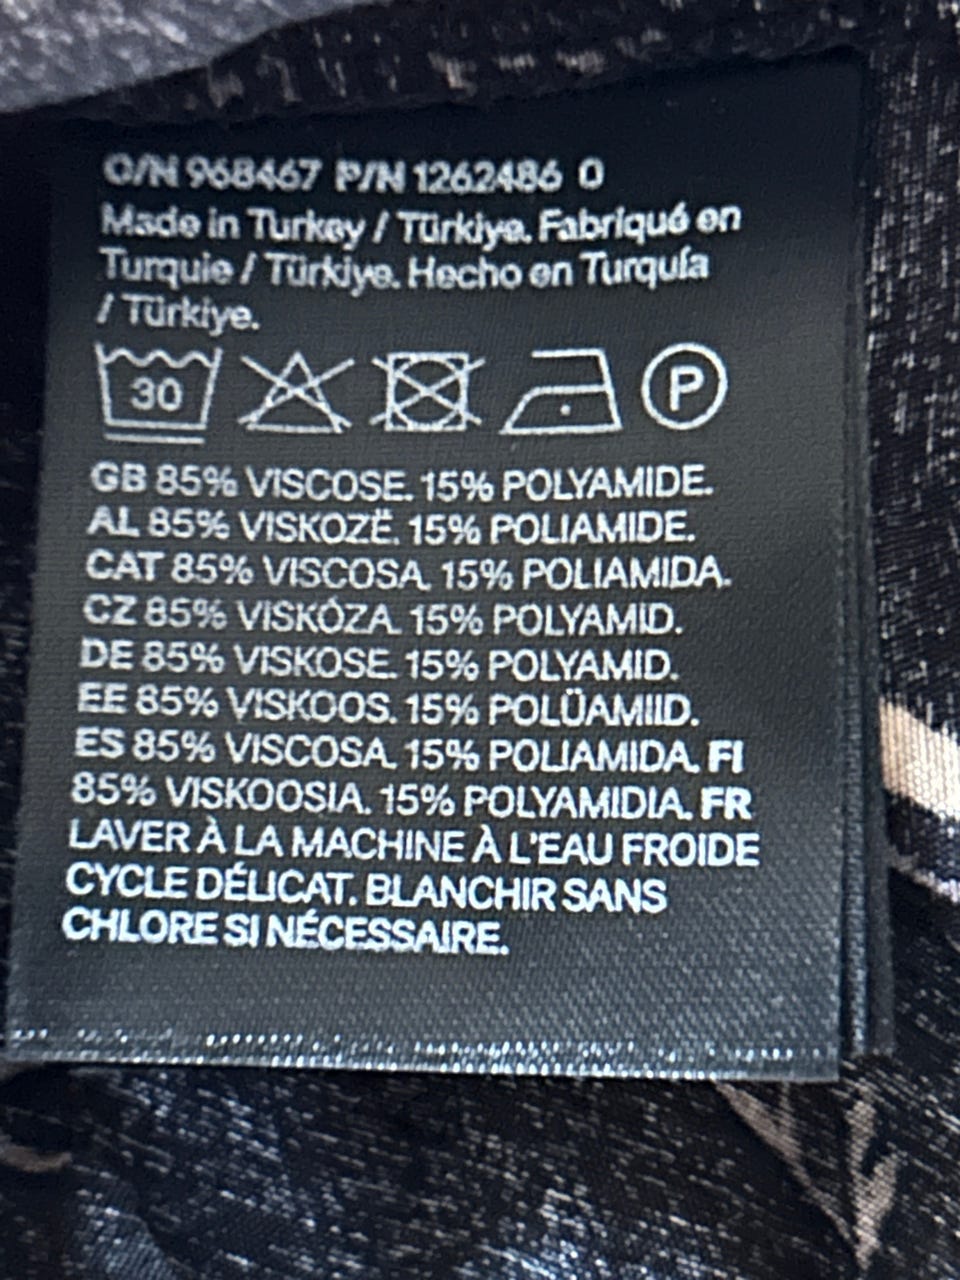 O/N 968467 P/N 1262486 0
Made in Turkey / Türkiye. Fabriqué en
Turquie / Türkiye. Hecho en Turquía
/ Türkiye.
30 P
GB 85% VISCOSE. 15% POLYAMIDE.
AL 85% VISKOZË. 15% POLIAMIDE.
CAT 85% VISCOSA. 15% POLIAMIDA.
CZ 85% VISKÓZA. 15% POLYAMID.
DE 85% VISKOSE. 15% POLYAMID.
EE 85% VISKOOS. 15% POLÜAMIID.
ES 85% VISCOSA. 15% POLIAMIDA. FI
85% VISKOOSIA. 15% POLYAMIDIA. FR
LAVER À LA MACHINE À L'EAU FROIDE
CYCLE DÉLICAT. BLANCHIR SANS
CHLORE SI NÉCESSAIRE.